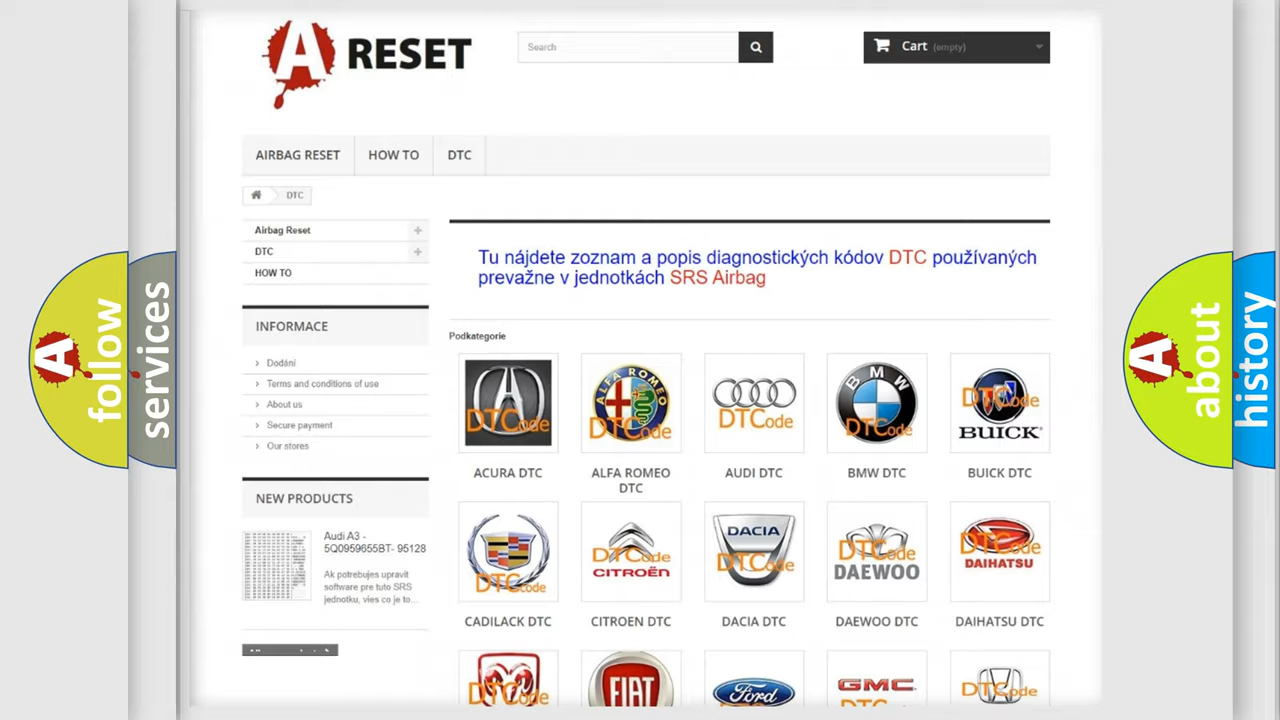 A RESET
Search
Cart (empty)
AIRBAG RESET
HOW TO
DTC
DTC
Airbag Reset
DTC
HOW TO
INFORMACE
Dodání
Terms and conditions of use
About us
Secure payment
Our stores
NEW PRODUCTS
Audi A3 -
5Q0959655BT- 95128
Ak potrebujes upravit
software pre tuto SRS
jednotku, vies co je to...
Tu nájdete zoznam a popis diagnostických kódov DTC používaných
prevažne v jednotkách SRS Airbag
Podkategorie
DTCode
ALFA ROMEO
DTCode
DTCode
BMW
DTCode
DTCode
BUICK
ACURA DTC
ALFA ROMEO
DTC
AUDI DTC
BMW DTC
BUICK DTC
DTCode
DTCode
CITROËN
DACIA
DTCode
DTCode
DAEWOO
DTCode
DAIHATSU
CADILACK DTC
CITROEN DTC
DACIA DTC
DAEWOO DTC
DAIHATSU DTC
DTCode
FIAT
Ford
GMC
DTCode
A follow
services
A about
history